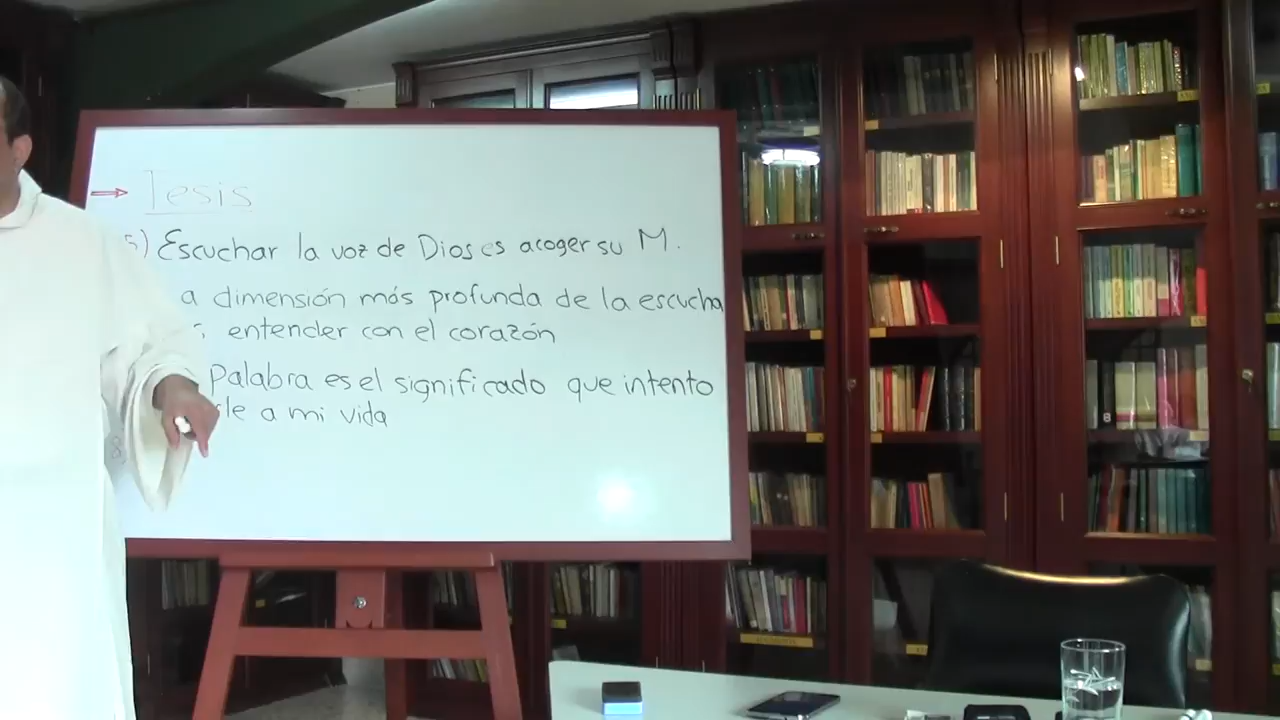 Tesis
5) Escuchar la voz de Dios es acoger su M.
a dimensión más profunda de la escucha
entender con el corazón
Palabra es el significado que intento
le a mi vida